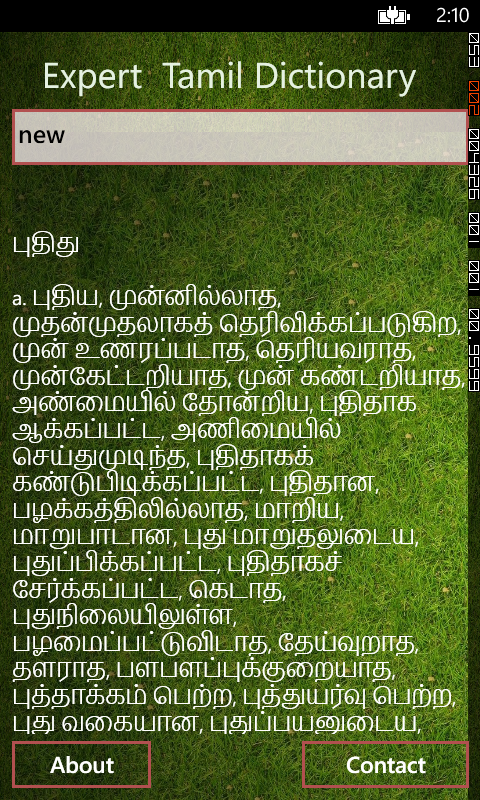 2:10
Expert Tamil Dictionary
new
புதிது
a. புதிய, முன்னில்லாத,
முதன்முதலாகத் தெரிவிக்கப்படுகிற,
முன் உணரப்படாத, தெரியவராத,
முன்கேட்டறியாத, முன் கண்டறியாத,
அண்மையில் தோன்றிய, புதிதாக
ஆக்கப்பட்ட, அணிமையில்
செய்துமுடிந்த, புதிதாகக்
கண்டுபிடிக்கப்பட்ட, புதிதான,
பழக்கத்திலில்லாத, மாறிய,
மாறுபாடான, புது மாறுதலுடைய,
புதுப்பிக்கப்பட்ட, புதிதாகச்
சேர்க்கப்பட்ட, கெடாத,
புதுநிலையிலுள்ள,
பழமைப்பட்டுவிடாத, தேய்வுறாத,
தளராத, பளபளப்புக்குறையாத,
புத்தாக்கம் பெற்ற, புத்துயர்வு பெற்ற,
புது வகையான, புதுப்பயனுடைய,
About
Contact